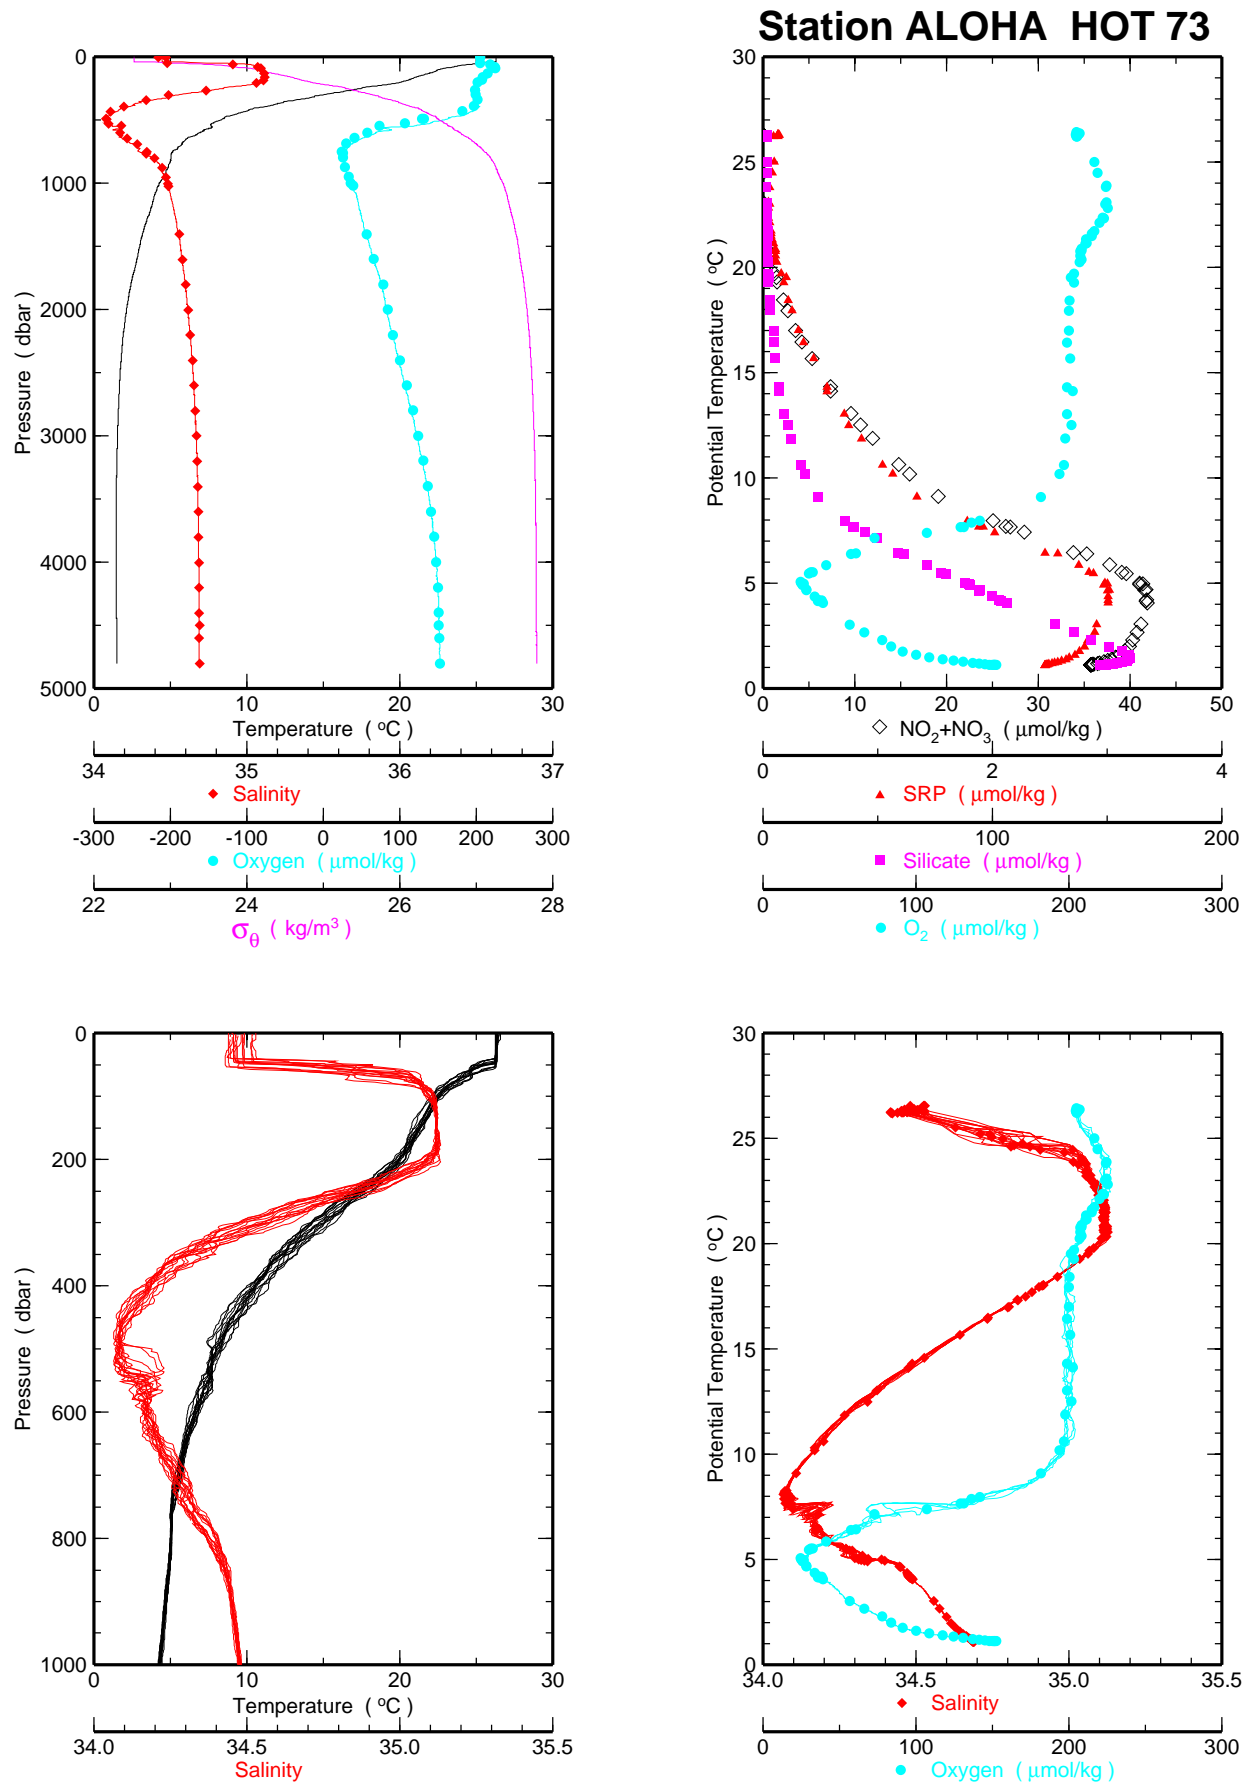 Station ALOHA HOT 73
0
1000
2000
3000
4000
5000
Pressure ( dbar)
0 10 20 30
Temperature ( °C)
34 35 36 37
Salinity
-300 -200 -100 0 100 200 300
Oxygen ( μmol/kg)
22 24 26 28
σθ ( kg/m³)
30
25
20
15
10
5
0
Potential Temperature ( °C)
0 10 20 30 40 50
NO₂+NO₃ ( μmol/kg)
0 2 4
SRP ( μmol/kg)
0 100 200
Silicate ( μmol/kg)
0 100 200 300
O₂ ( μmol/kg)
0
200
400
600
800
1000
Pressure ( dbar)
0 10 20 30
Temperature ( °C)
34.0 34.5 35.0 35.5
Salinity
30
25
20
15
10
5
0
Potential Temperature ( °C)
34.0 34.5 35.0 35.5
Salinity
0 100 200 300
Oxygen ( μmol/kg)